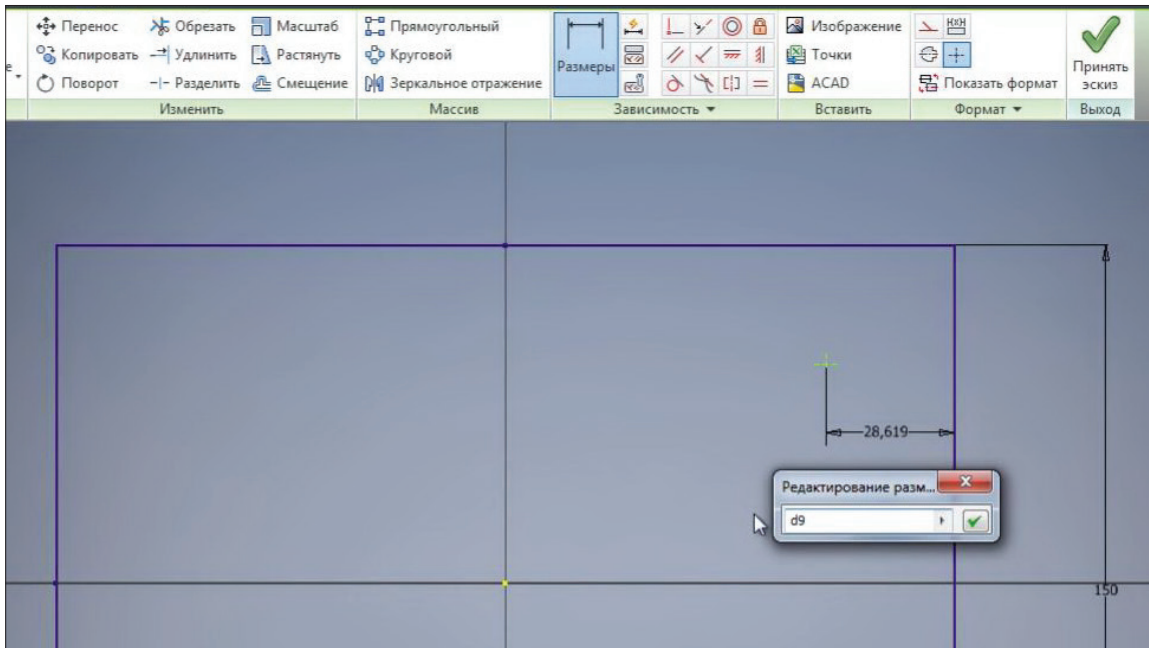 Перенос Обрезать Масштаб Прямоугольный Изображение
Копировать Удлинить Растянуть Круговой Размеры Точки Принять
Поворот Разделить Смещение Зеркальное отражение ACAD Показать формат эскиз
Изменить Массив Зависимость Вставить Формат Выход
28,619
Редактирование разм...
d9
150